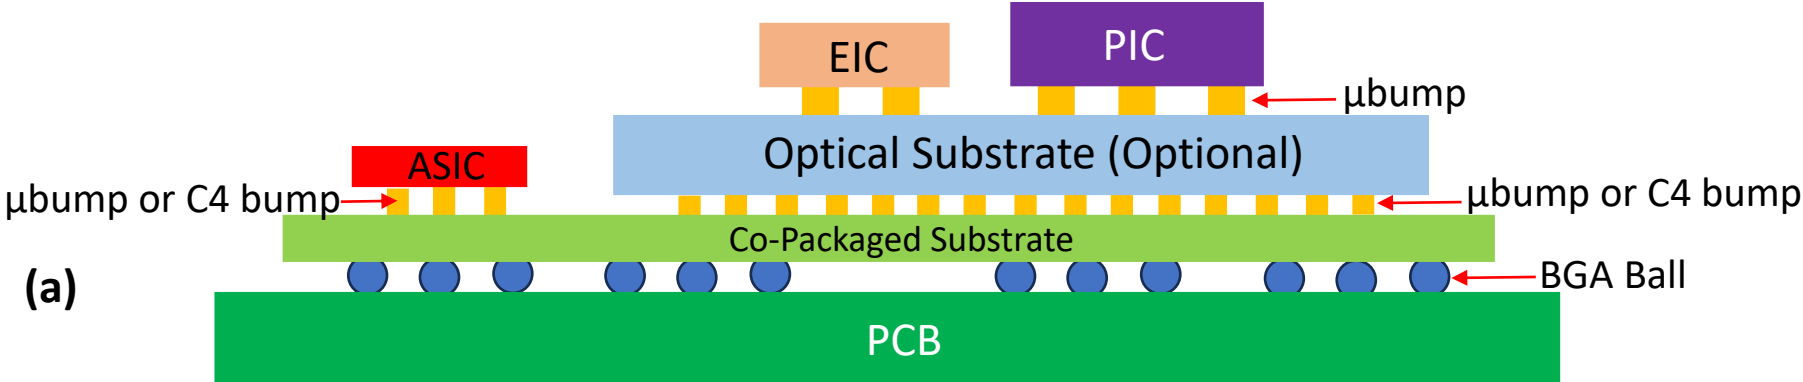 EIC
PIC
μbump
Optical Substrate (Optional)
ASIC
μbump or C4 bump
μbump or C4 bump
Co-Packaged Substrate
(a)
BGA Ball
PCB